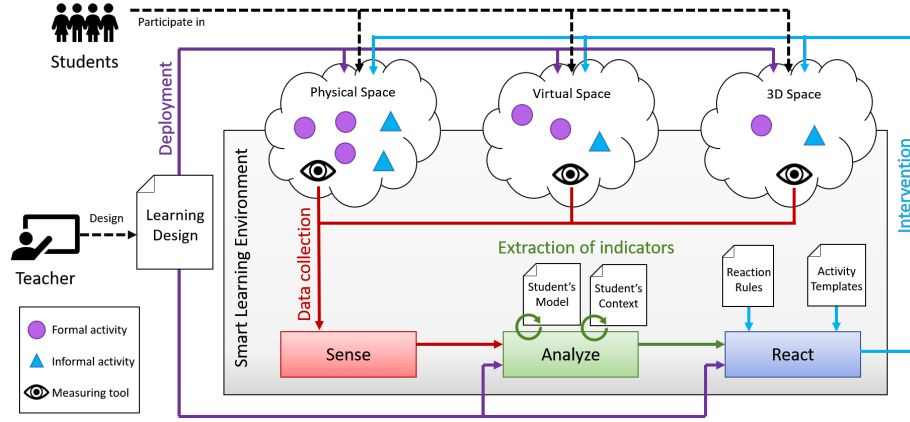 Participate in
Students
Physical Space
Virtual Space
3D Space
Deployment
Intervention
Smart Learning Environment
Design
Learning
Design
Teacher
Data collection
Extraction of indicators
Student's
Model
Student's
Context
Reaction
Rules
Activity
Templates
Formal activity
Informal activity
Measuring tool
Sense
Analyze
React